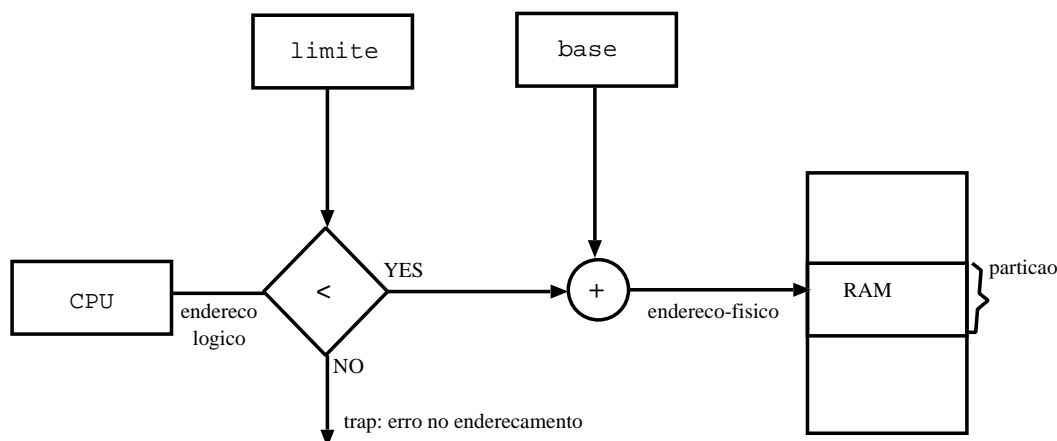 limite
base
particao
YES
CPU
<
+
RAM
endereco
logico
endereco-fisico
NO
trap: erro no enderecamento